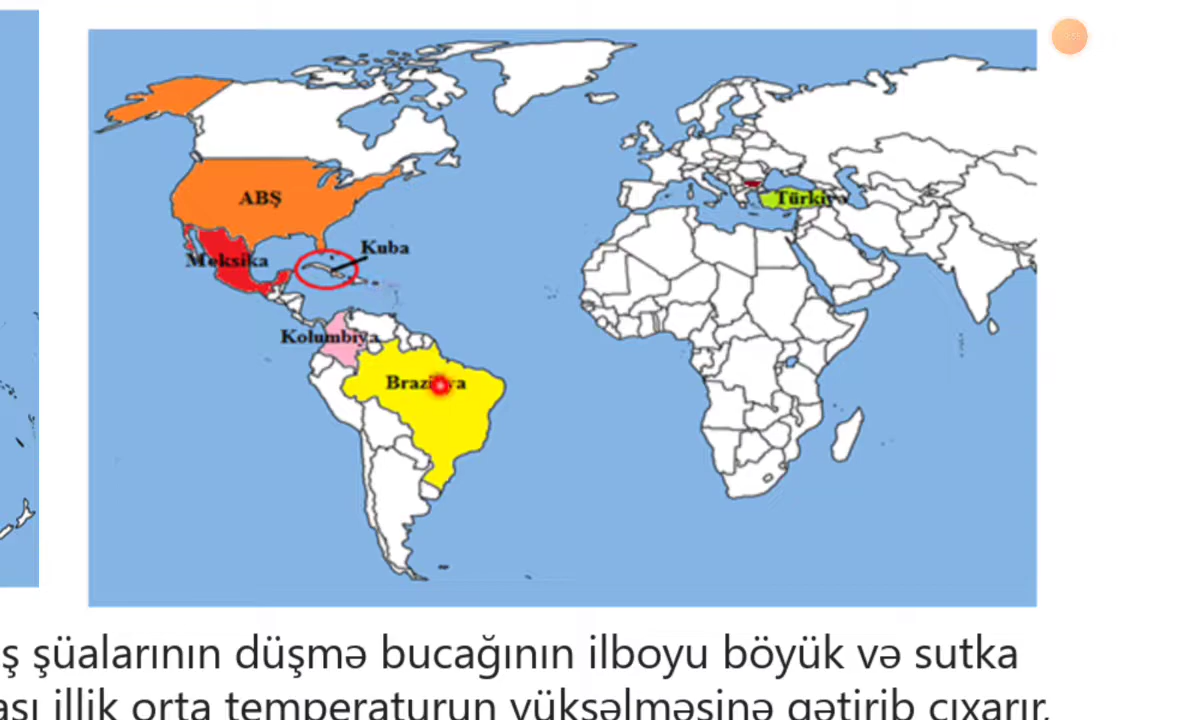 ABŞ
Kuba
Türkiyə
Meksika
Kolumbiya
ş şüalarının düşmə bucağının ilboyu böyük və sutka
ası illik orta temperaturun yüksəlməsinə gətirib çıxarır.